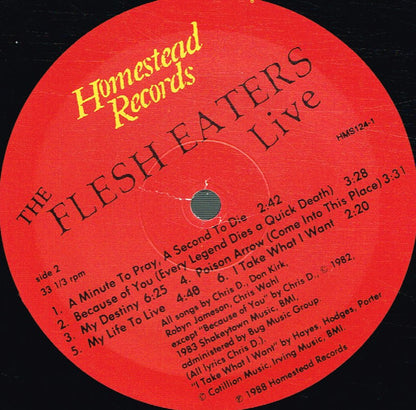 Homestead
Records
THE FLESH EATERS
Live
HMS124-1
side 2
33 1/3 rpm
1. A Minute To Pray, A Second To Die 2:42
2. Because of You (Every Legend Dies a Quick Death) 3:28
3. My Destiny 6:25 4. Poison Arrow (Come Into This Place) 3:31
5. My Life To Live 4:48 6. I Take What I Want 2:20
All songs by Chris D., Don Kirk,
Robyn Jameson, Chris Wahl
except "Because of You" by Chris D., © 1982.
1983 Shakeytown Music, BMI.
administered by Bug Music Group.
(All lyrics Chris D.).
"I Take What I Want" by Hayes, Hodges, Porter
© Cotillion Music, Irving Music, BMI.
℗ 1988 Homestead Records